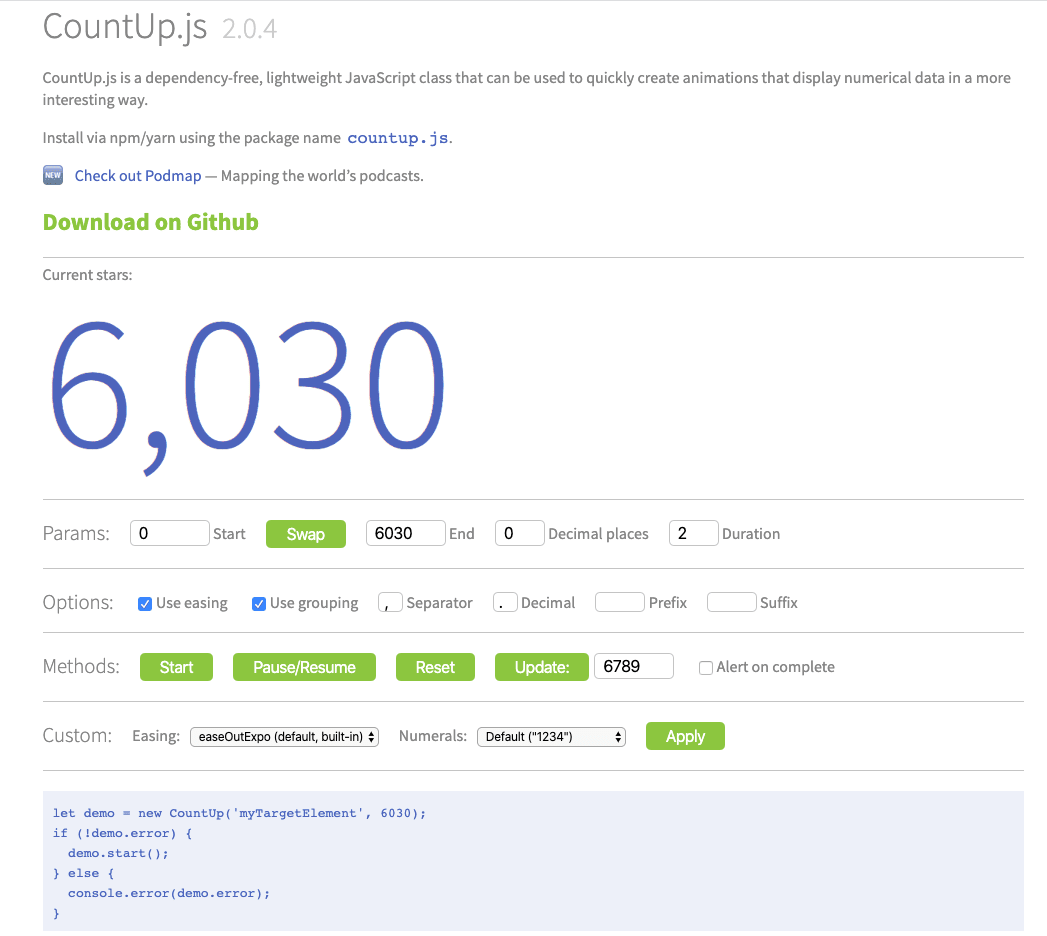 CountUp.js 2.0.4
CountUp.js is a dependency-free, lightweight JavaScript class that can be used to quickly create animations that display numerical data in a more
interesting way.
Install via npm/yarn using the package name countup.js.
NEW Check out Podmap — Mapping the world’s podcasts.
Download on Github
Current stars:
6,030
Params: 0 Start Swap 6030 End 0 Decimal places 2 Duration
Options: Use easing Use grouping , Separator . Decimal Prefix Suffix
Methods: Start Pause/Resume Reset Update: 6789 Alert on complete
Custom: Easing: easeOutExpo (default, built-in) Numerals: Default ("1234") Apply
let demo = new CountUp('myTargetElement', 6030);
if (!demo.error) {
  demo.start();
} else {
  console.error(demo.error);
}